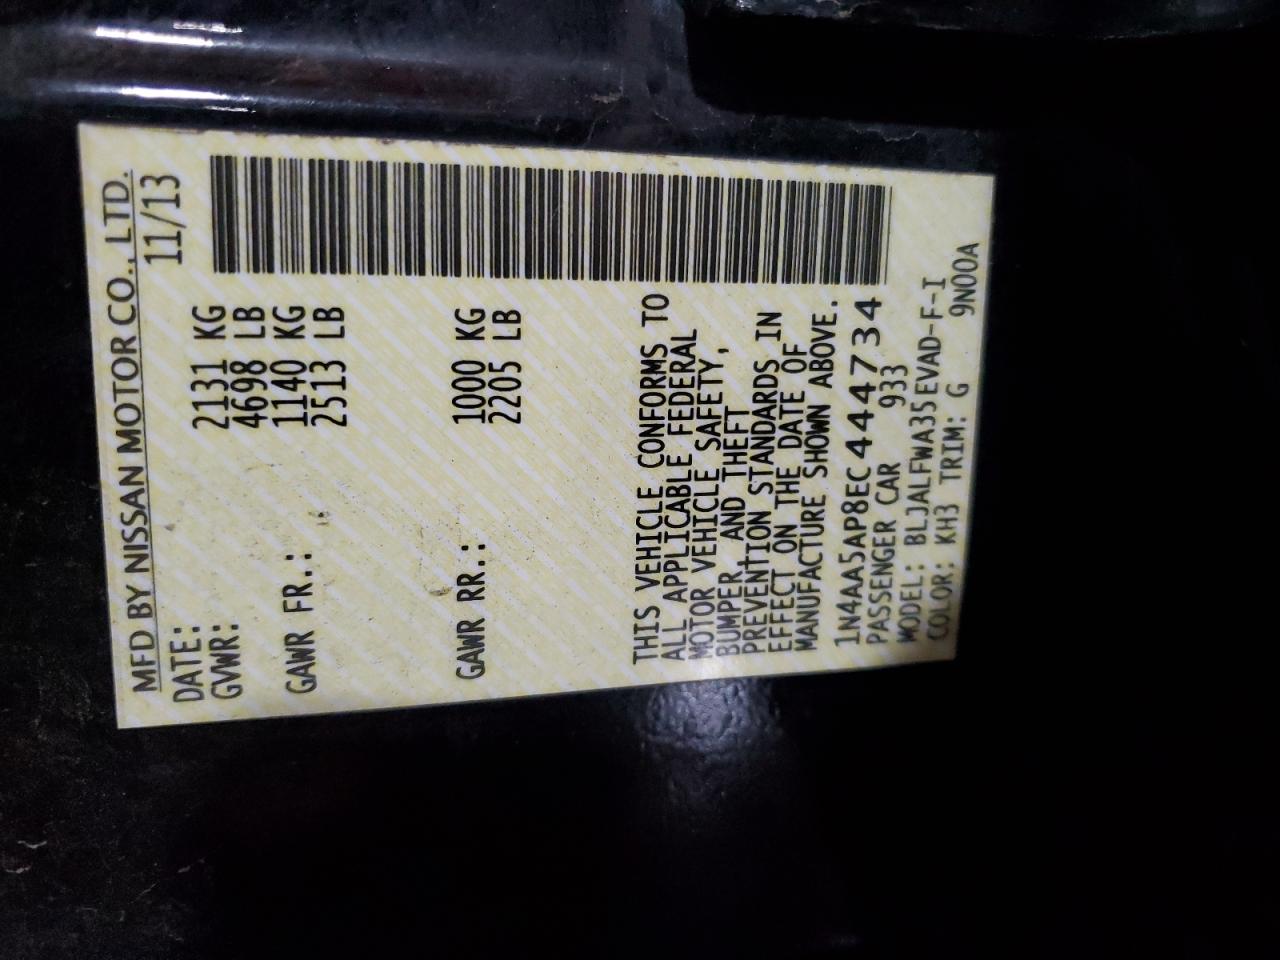 MFD BY NISSAN MOTOR CO., LTD.
DATE: 11/13
GVWR: 2131 KG
4698 LB
GAWR FR.: 1140 KG
2513 LB
GAWR RR.: 1000 KG
2205 LB
THIS VEHICLE CONFORMS TO
ALL APPLICABLE FEDERAL
MOTOR VEHICLE SAFETY,
BUMPER, AND THEFT
PREVENTION STANDARDS IN
EFFECT ON THE DATE OF
MANUFACTURE SHOWN ABOVE.
1N4AA5AP8EC444734
PASSENGER CAR 933
MODEL: BLJALFWA35EVAD-F-I
COLOR: KH3 TRIM: G 9N00A